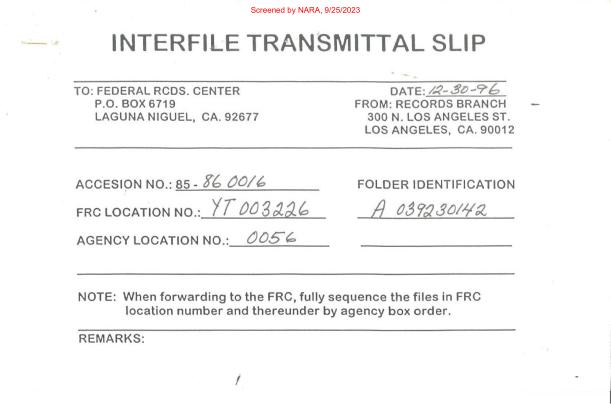 Screened by NARA, 9/25/2023
INTERFILE TRANSMITTAL SLIP
TO: FEDERAL RCDS. CENTER
P.O. BOX 6719
LAGUNA NIGUEL, CA. 92677
DATE: 12-30-96
FROM: RECORDS BRANCH
300 N. LOS ANGELES ST.
LOS ANGELES, CA. 90012
ACCESION NO.: 85 - 86 0016
FRC LOCATION NO.: YT 003226
AGENCY LOCATION NO.: 0056
FOLDER IDENTIFICATION
A 039230142
NOTE: When forwarding to the FRC, fully sequence the files in FRC
location number and thereunder by agency box order.
REMARKS: